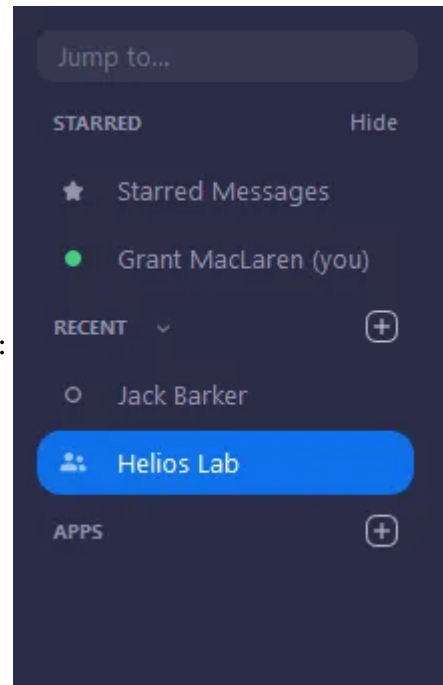 Jump to...
STARRED Hide
Starred Messages
Grant MacLaren (you)
:
RECENT
Jack Barker
Helios Lab
APPS